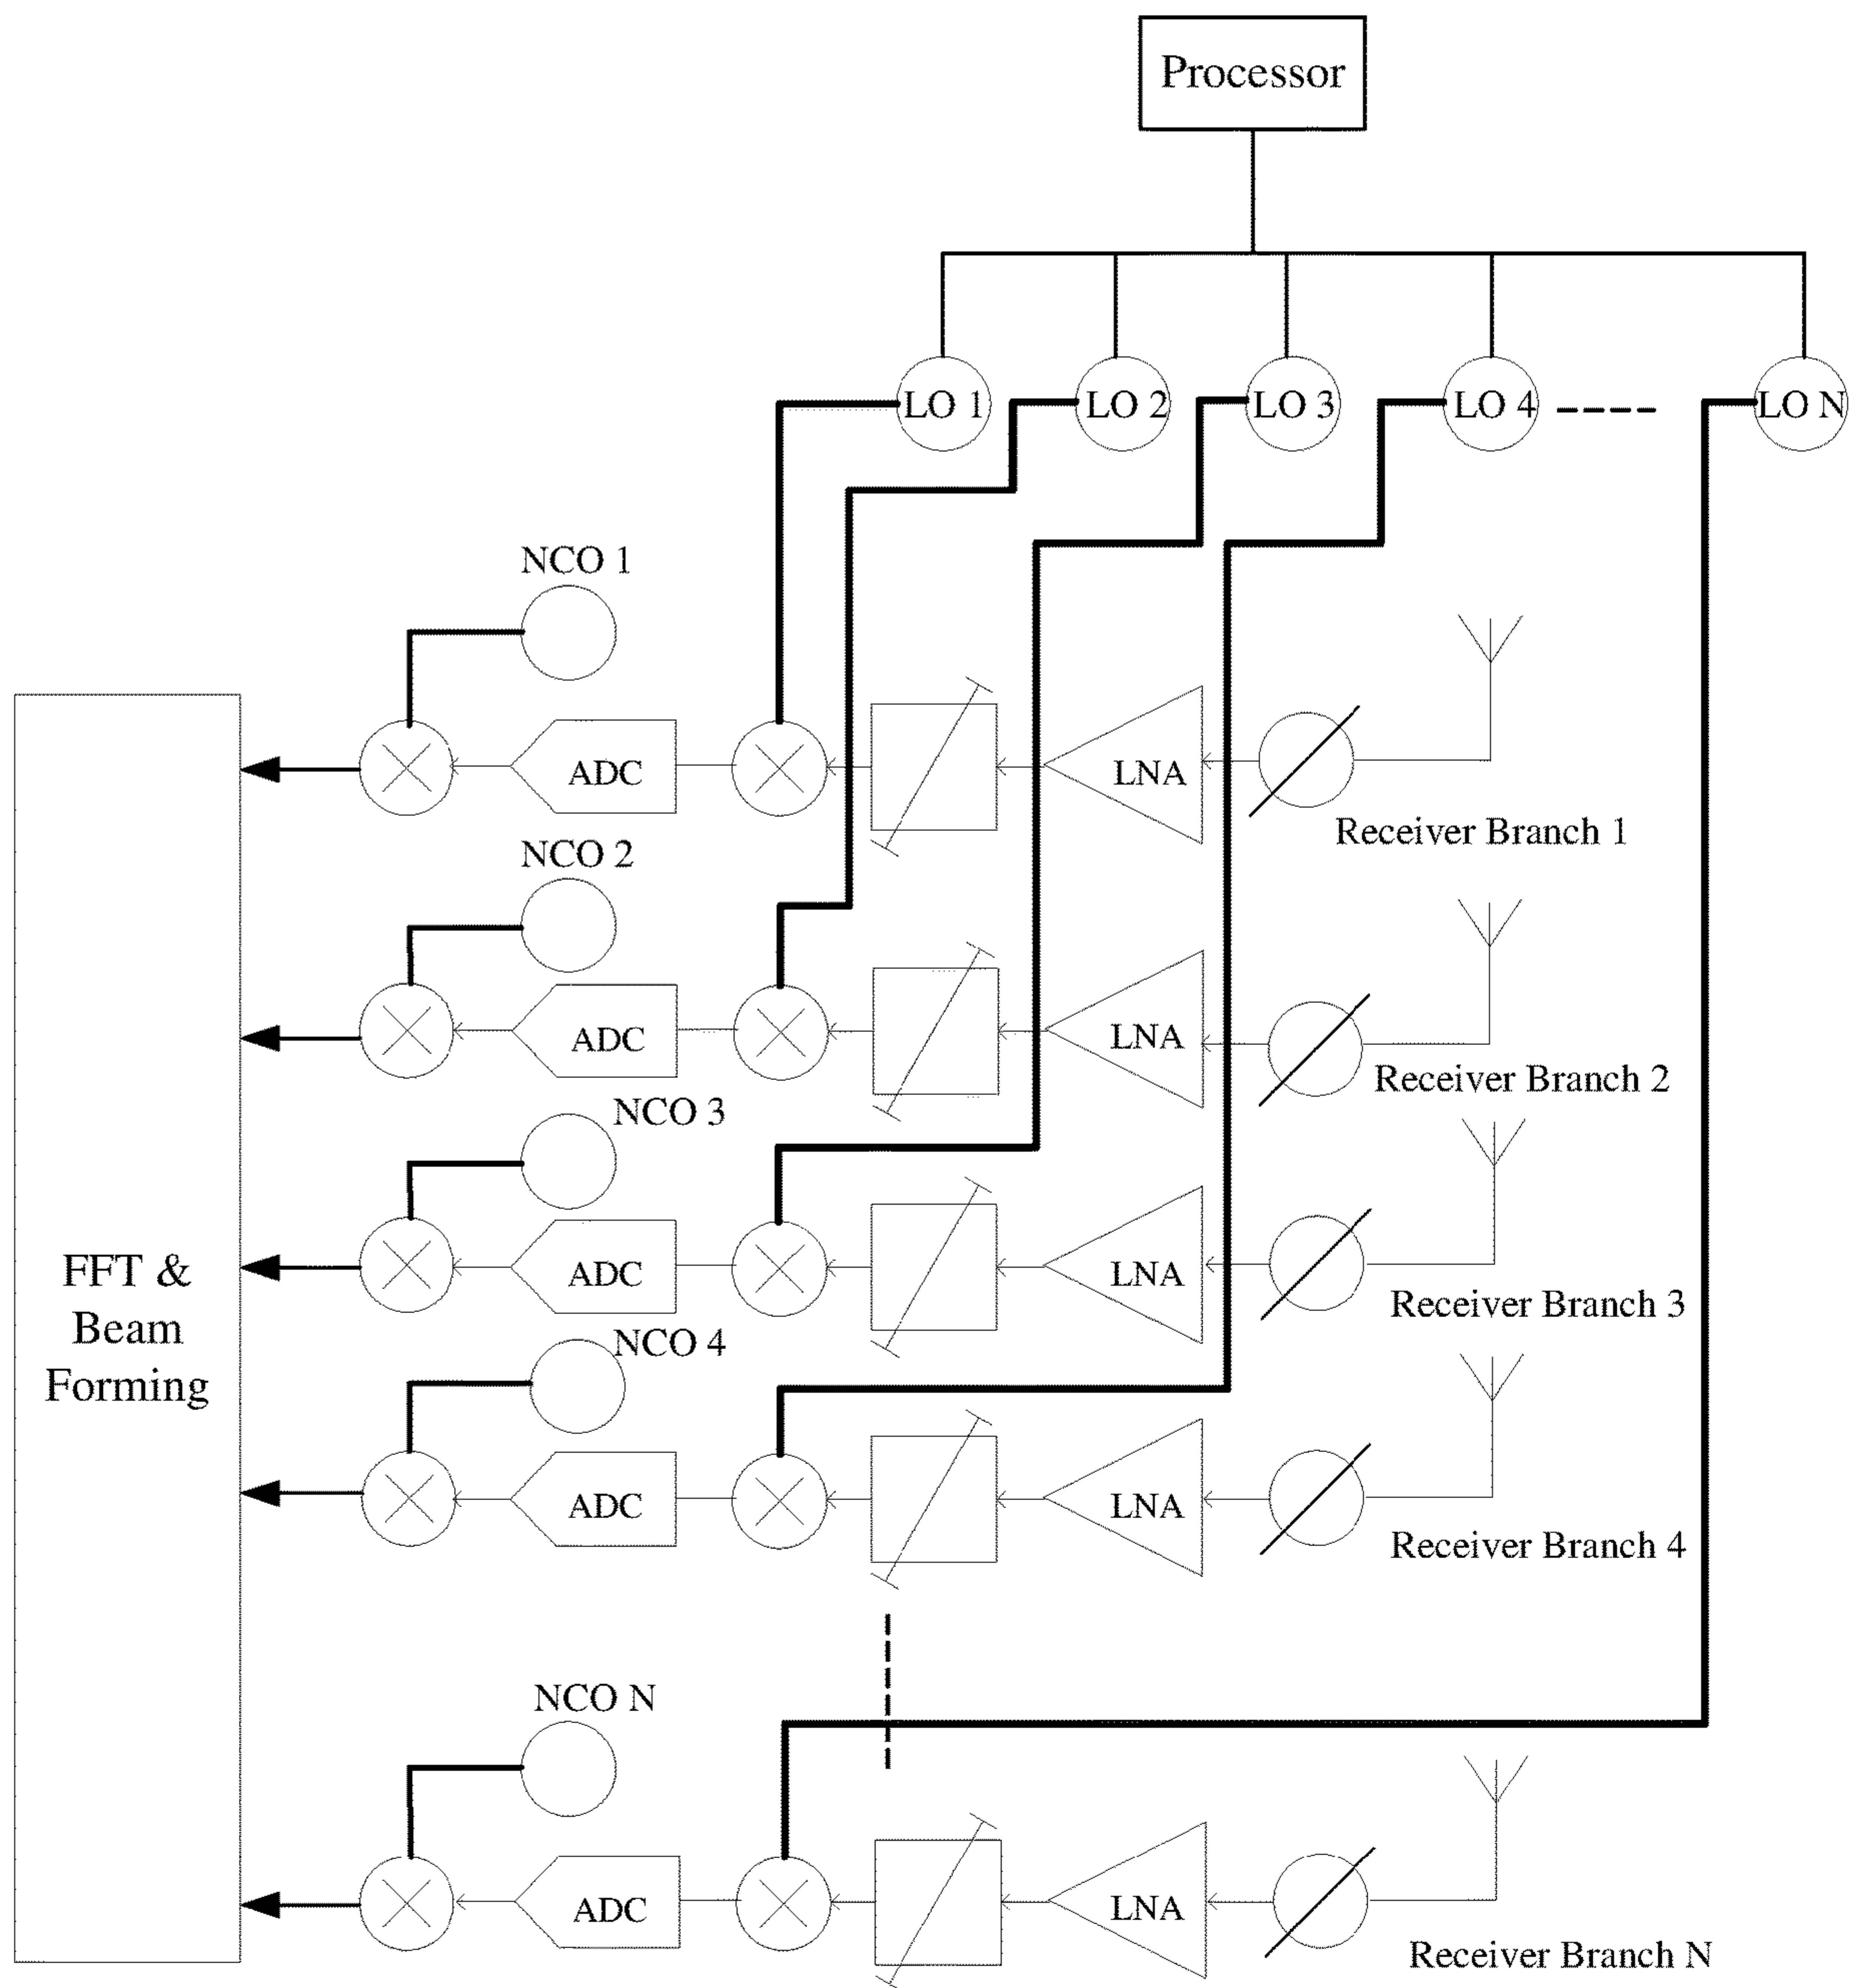 Processor
LO 1
LO 2
LO 3
LO 4
LO N
NCO 1
ADC
LNA
Receiver Branch 1
NCO 2
ADC
LNA
Receiver Branch 2
NCO 3
ADC
LNA
Receiver Branch 3
FFT &
Beam
Forming
NCO 4
ADC
LNA
Receiver Branch 4
NCO N
ADC
LNA
Receiver Branch N